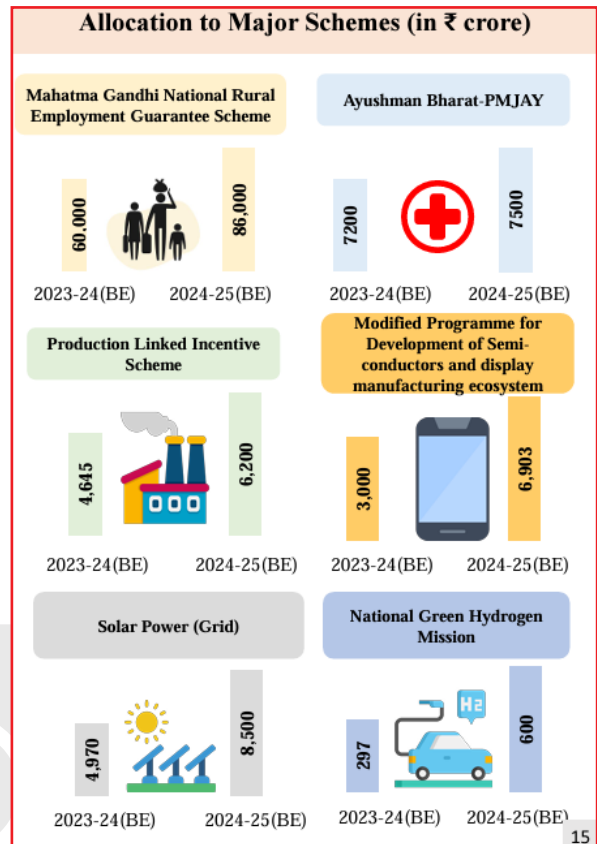 Allocation to Major Schemes (in ₹ crore)
Mahatma Gandhi National Rural
Employment Guarantee Scheme
60.000
86,000
2023-24(BE)
2024-25(BE)
Ayushman Bharat-PMJAY
7200
7500
2023-24(BE)
2024-25(BE)
Production Linked Incentive
Scheme
4,645
6,200
2023-24(BE)
2024-25(BE)
Modified Programme for
Development of Semi-
conductors and display
manufacturing ecosystem
3,000
6,903
2023-24(BE)
2024-25(BE)
Solar Power (Grid)
4,970
8,500
2023-24(BE)
2024-25(BE)
National Green Hydrogen
Mission
297
H2
600
2023-24(BE)
2024-25(BE)
15